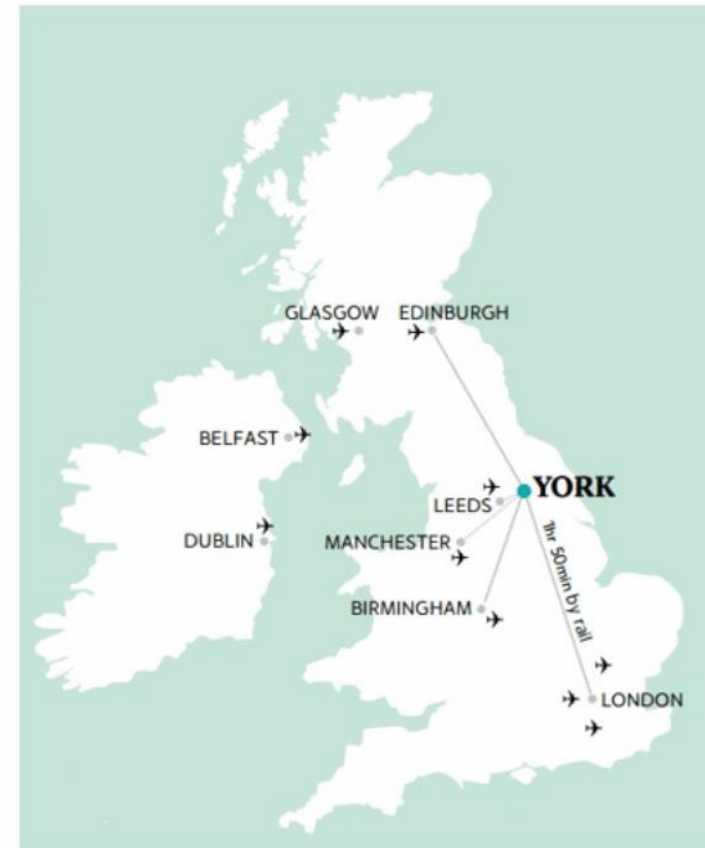 GLASGOW
EDINBURGH
BELFAST
YORK
LEEDS
DUBLIN
MANCHESTER
1hr 50min by rail
BIRMINGHAM
LONDON